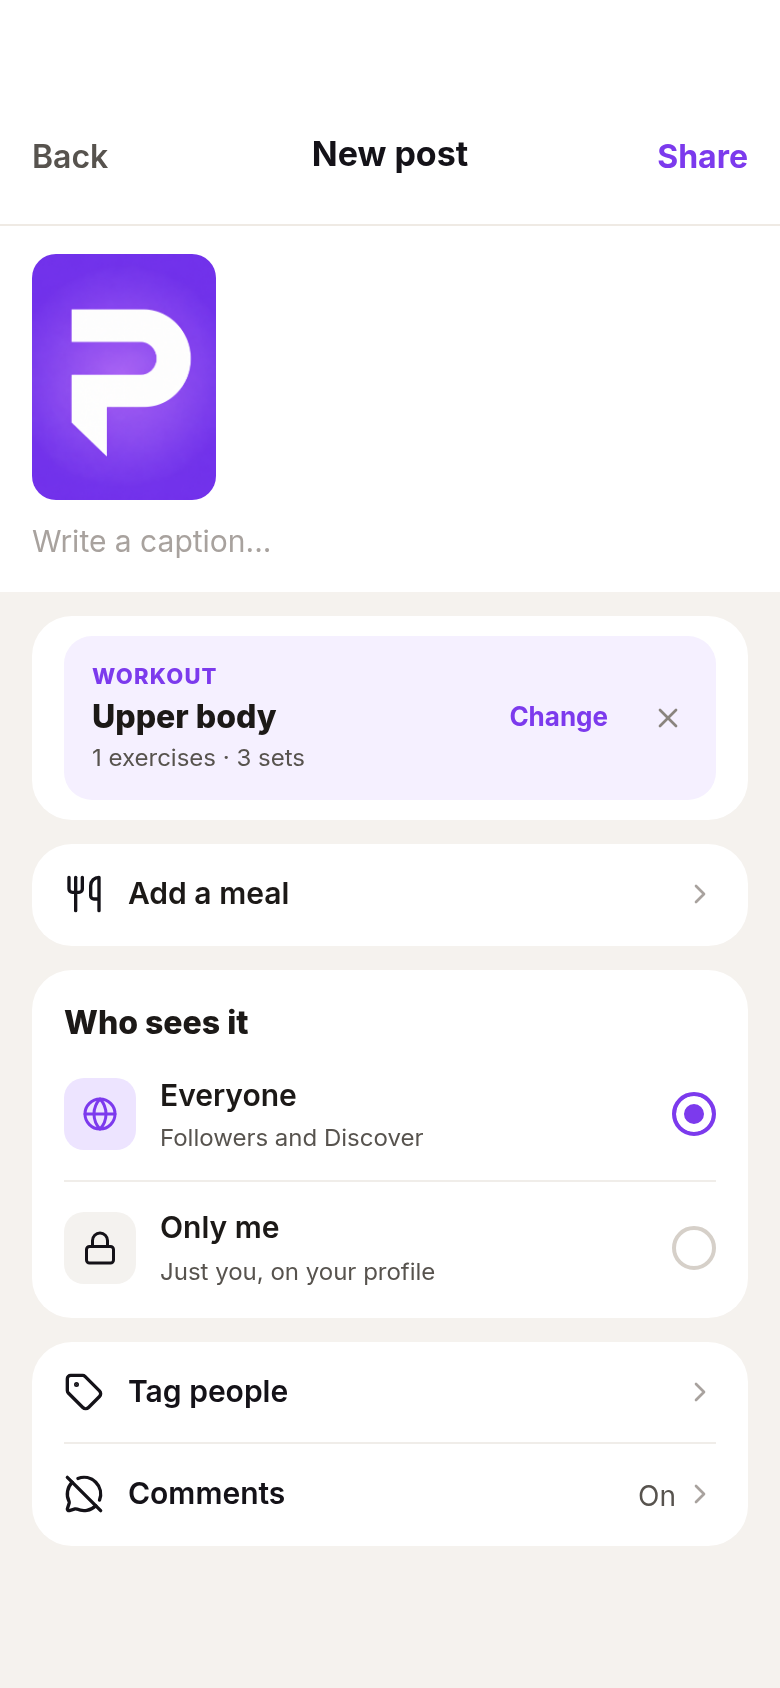 Back
New post
Share
P
Write a caption...
WORKOUT
Upper body
1 exercises · 3 sets
Change
Add a meal
Who sees it
Everyone
Followers and Discover
Only me
Just you, on your profile
Tag people
Comments
On